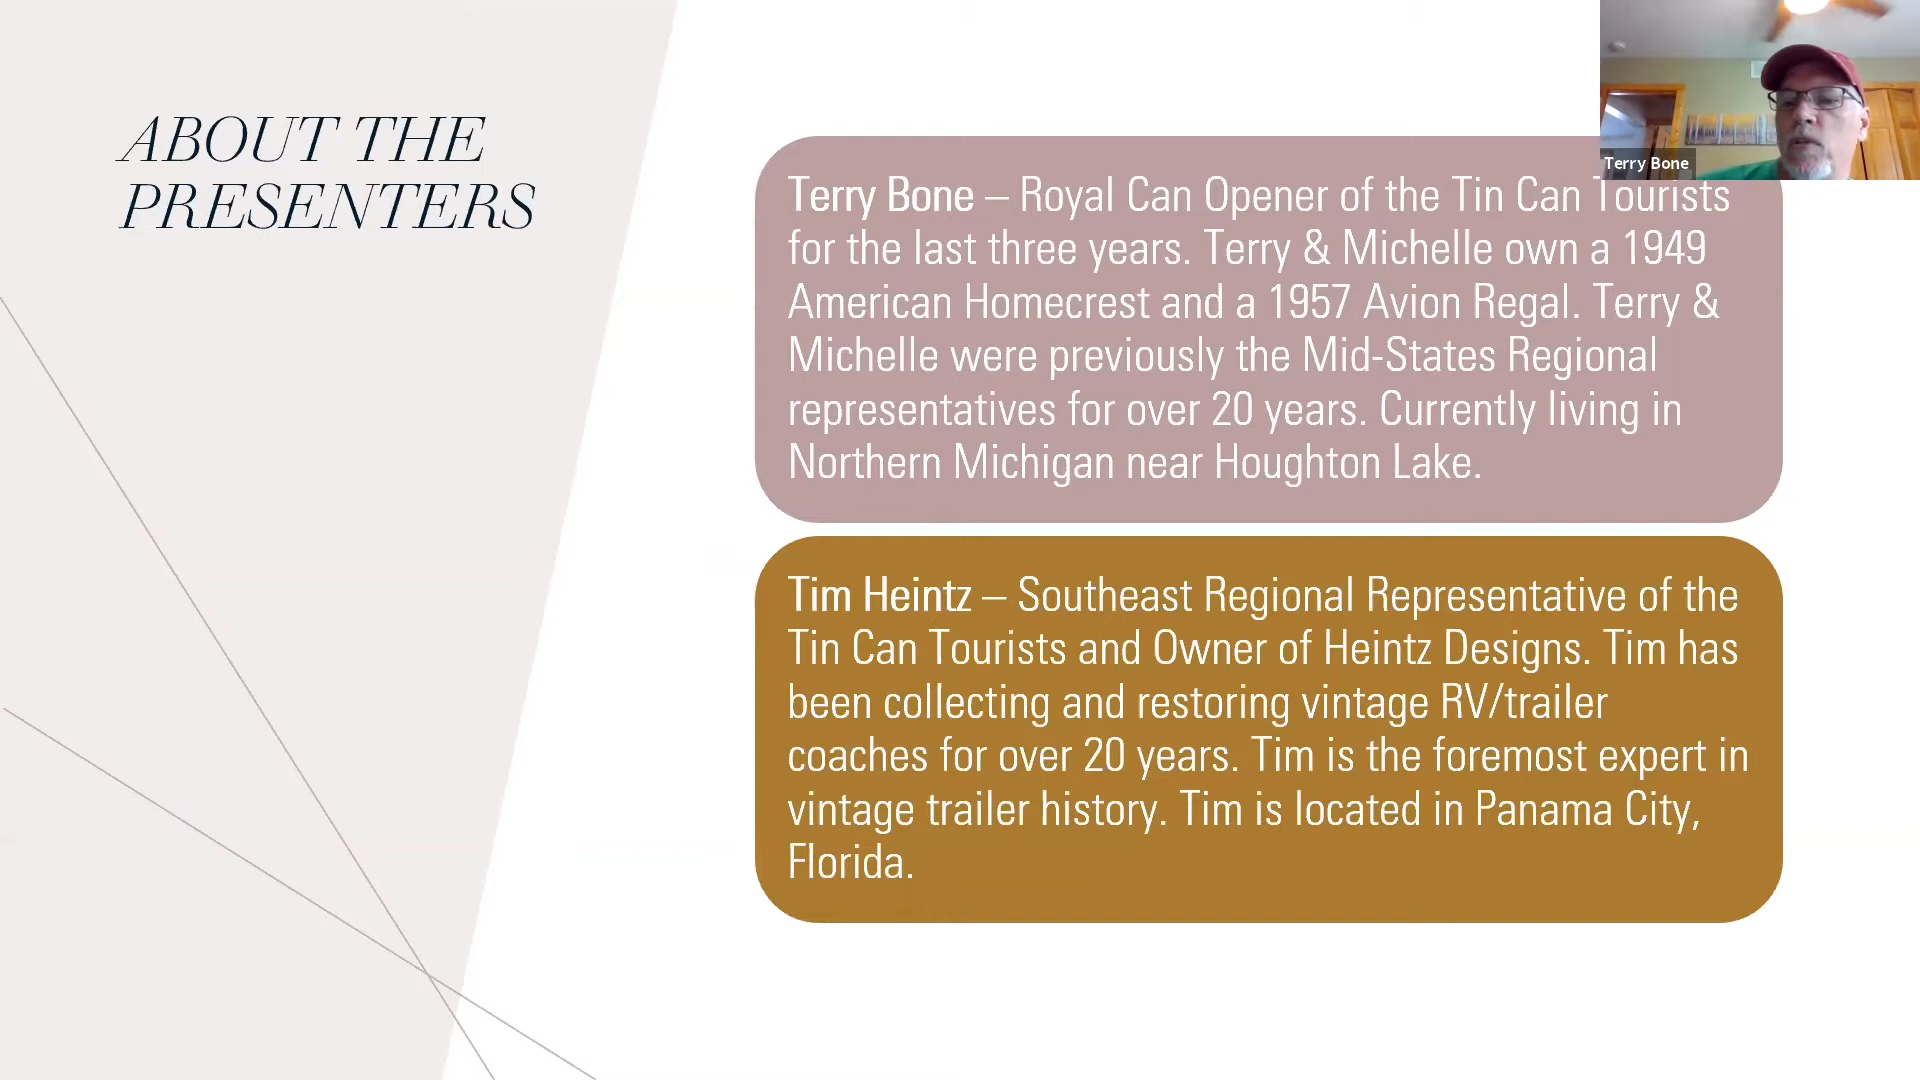 ABOUT THE
PRESENTERS
Terry Bone
Terry Bone – Royal Can Opener of the Tin Can Tourists
for the last three years. Terry & Michelle own a 1949
American Homecrest and a 1957 Avion Regal. Terry &
Michelle were previously the Mid-States Regional
representatives for over 20 years. Currently living in
Northern Michigan near Houghton Lake.
Tim Heintz – Southeast Regional Representative of the
Tin Can Tourists and Owner of Heintz Designs. Tim has
been collecting and restoring vintage RV/trailer
coaches for over 20 years. Tim is the foremost expert in
vintage trailer history. Tim is located in Panama City,
Florida.